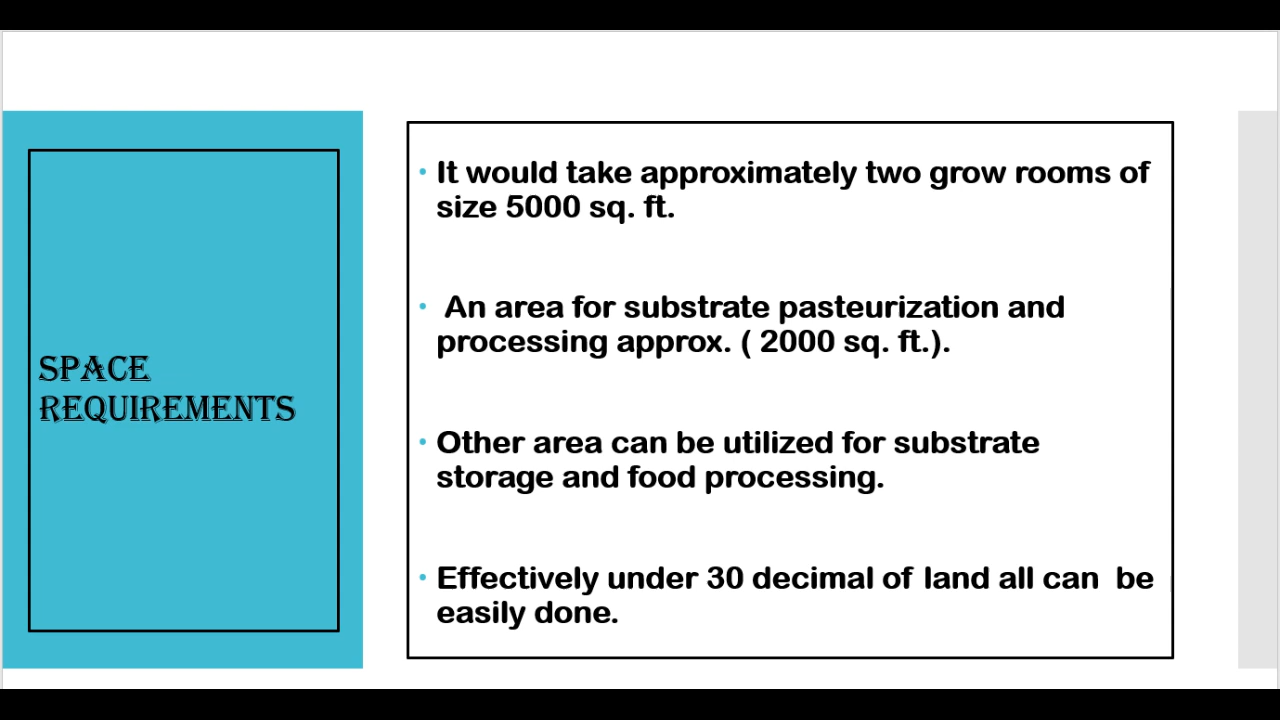 SPACE
REQUIREMENTS
• It would take approximately two grow rooms of
size 5000 sq. ft.
• An area for substrate pasteurization and
processing approx. ( 2000 sq. ft.).
• Other area can be utilized for substrate
storage and food processing.
• Effectively under 30 decimal of land all can be
easily done.